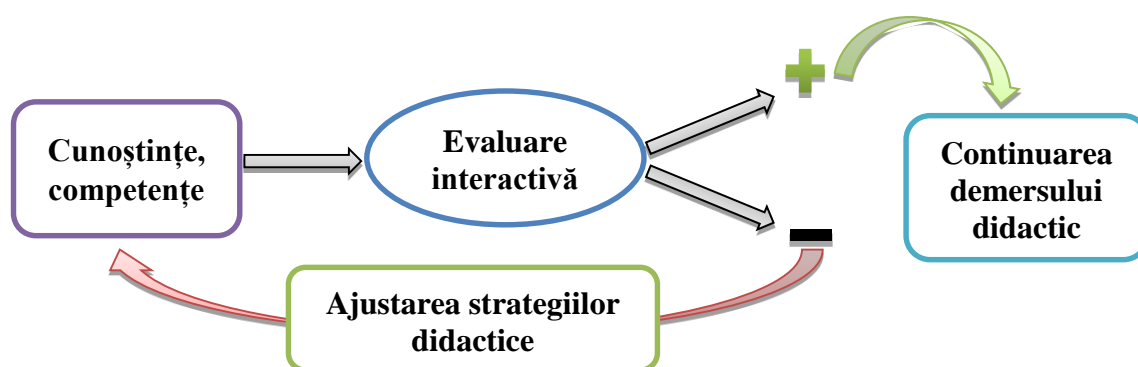 Cunoștințe,
competențe
Evaluare
interactivă
Continuarea
demersului
didactic
Ajustarea strategiilor
didactice